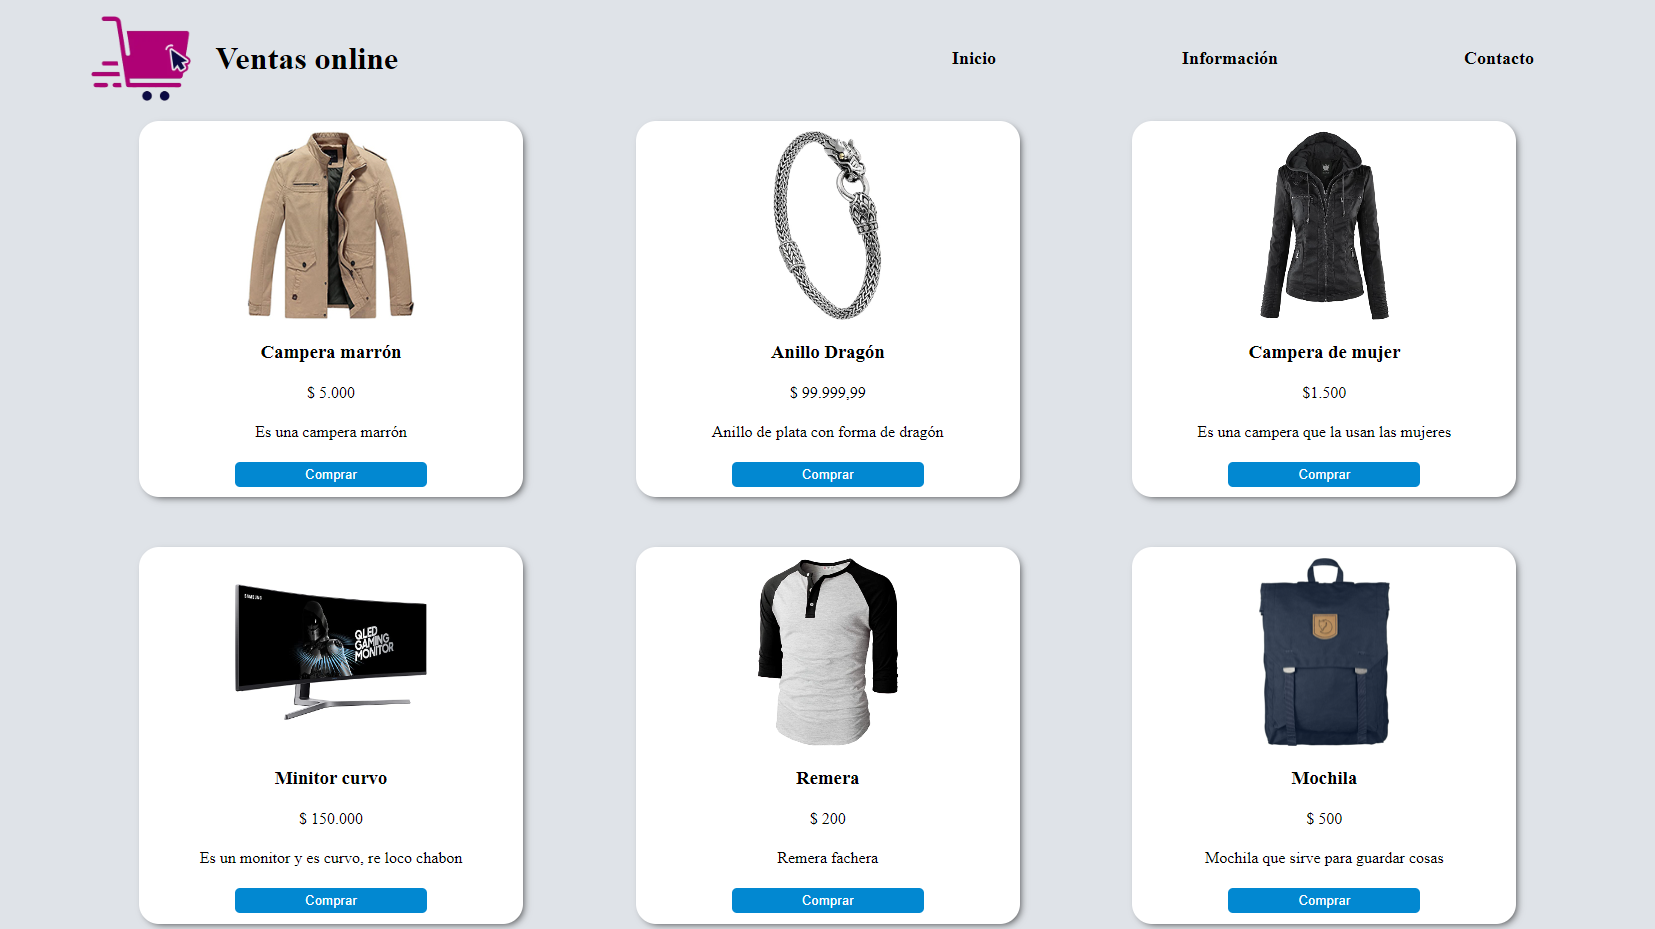 Ventas online
Inicio
Información
Contacto
Campera marrón
$ 5.000
Es una campera marrón
Comprar
Anillo Dragón
$ 99.999,99
Anillo de plata con forma de dragón
Comprar
Campera de mujer
$1.500
Es una campera que la usan las mujeres
Comprar
SAMSUNG
QLED
GAMING
MONITOR
Minitor curvo
$ 150.000
Es un monitor y es curvo, re loco chabon
Comprar
Remera
$ 200
Remera fachera
Comprar
Mochila
$ 500
Mochila que sirve para guardar cosas
Comprar